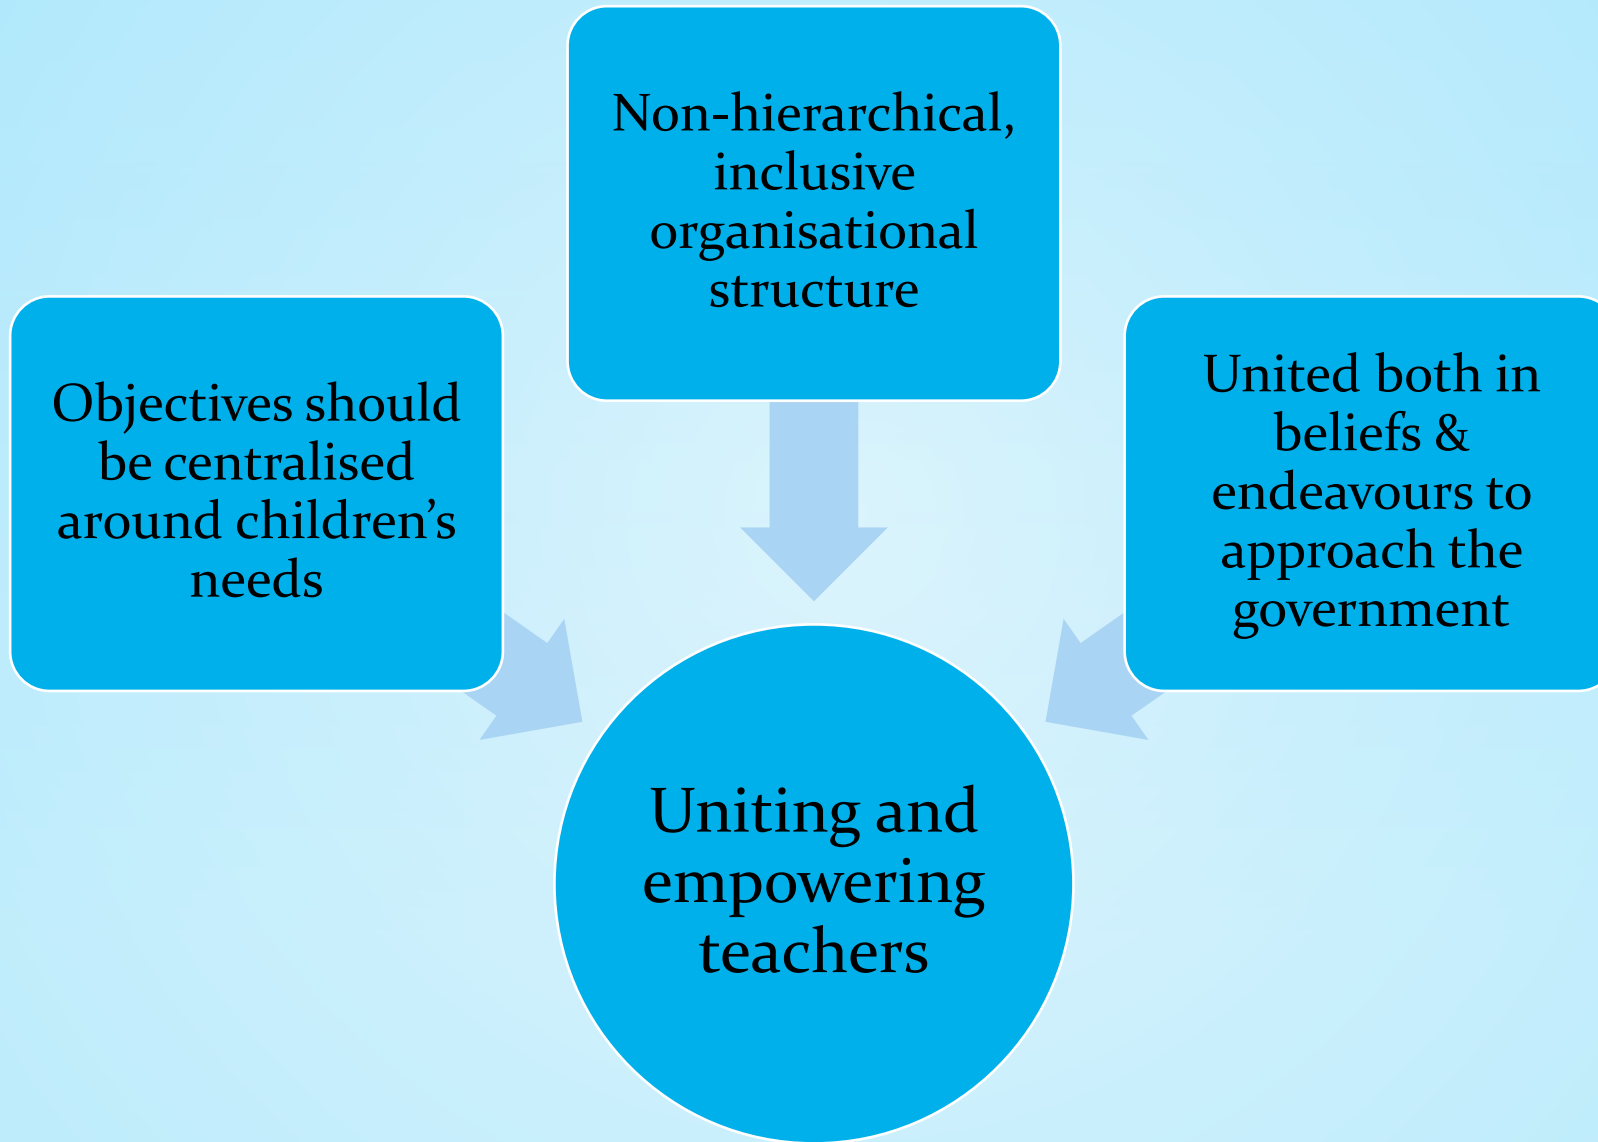 Non-hierarchical,
inclusive
organisational
structure
Objectives should
be centralised
around children’s
needs
United both in
beliefs &
endeavours to
approach the
government
Uniting and
empowering
teachers